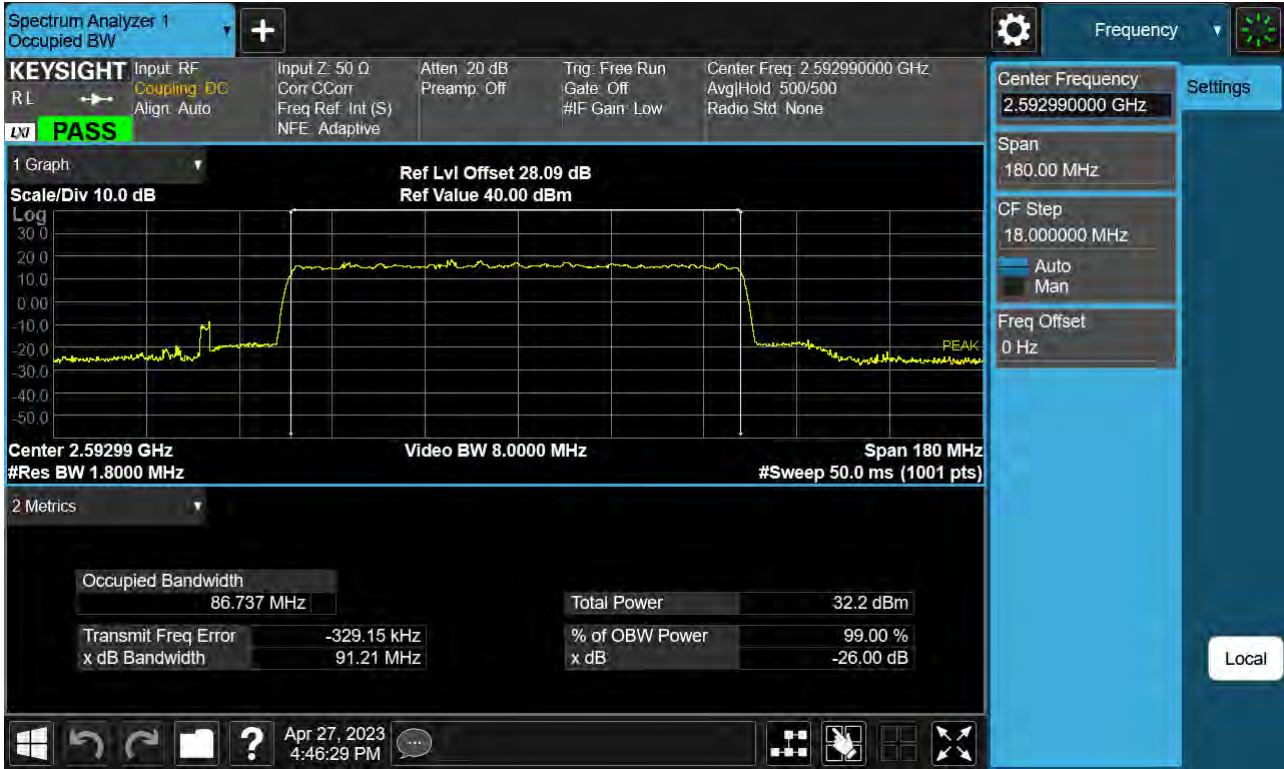 Spectrum Analyzer 1
Occupied BW
Frequency
KEYSIGHT
R L
LXI
PASS
Input: RF
Coupling: DC
Align: Auto
Input Z: 50 Ω
Corr CCorr
Freq Ref: Int (S)
NFE: Adaptive
Atten: 20 dB
Preamp: Off
Trig: Free Run
Gate: Off
#IF Gain: Low
Center Freq: 2.592990000 GHz
Avg|Hold: 500/500
Radio Std: None
Center Frequency
2.592990000 GHz
Settings
Span
180.00 MHz
CF Step
18.000000 MHz
Auto
Man
Freq Offset
0 Hz
1 Graph
Scale/Div 10.0 dB
Ref Lvl Offset 28.09 dB
Ref Value 40.00 dBm
Log
30.0
20.0
10.0
0.00
-10.0
-20.0
-30.0
-40.0
-50.0
PEAK
Center 2.59299 GHz
#Res BW 1.8000 MHz
Video BW 8.0000 MHz
Span 180 MHz
#Sweep 50.0 ms (1001 pts)
2 Metrics
Occupied Bandwidth
86.737 MHz
Total Power 32.2 dBm
Transmit Freq Error -329.15 kHz
% of OBW Power 99.00 %
x dB Bandwidth 91.21 MHz
x dB -26.00 dB
Local
?
Apr 27, 2023
4:46:29 PM